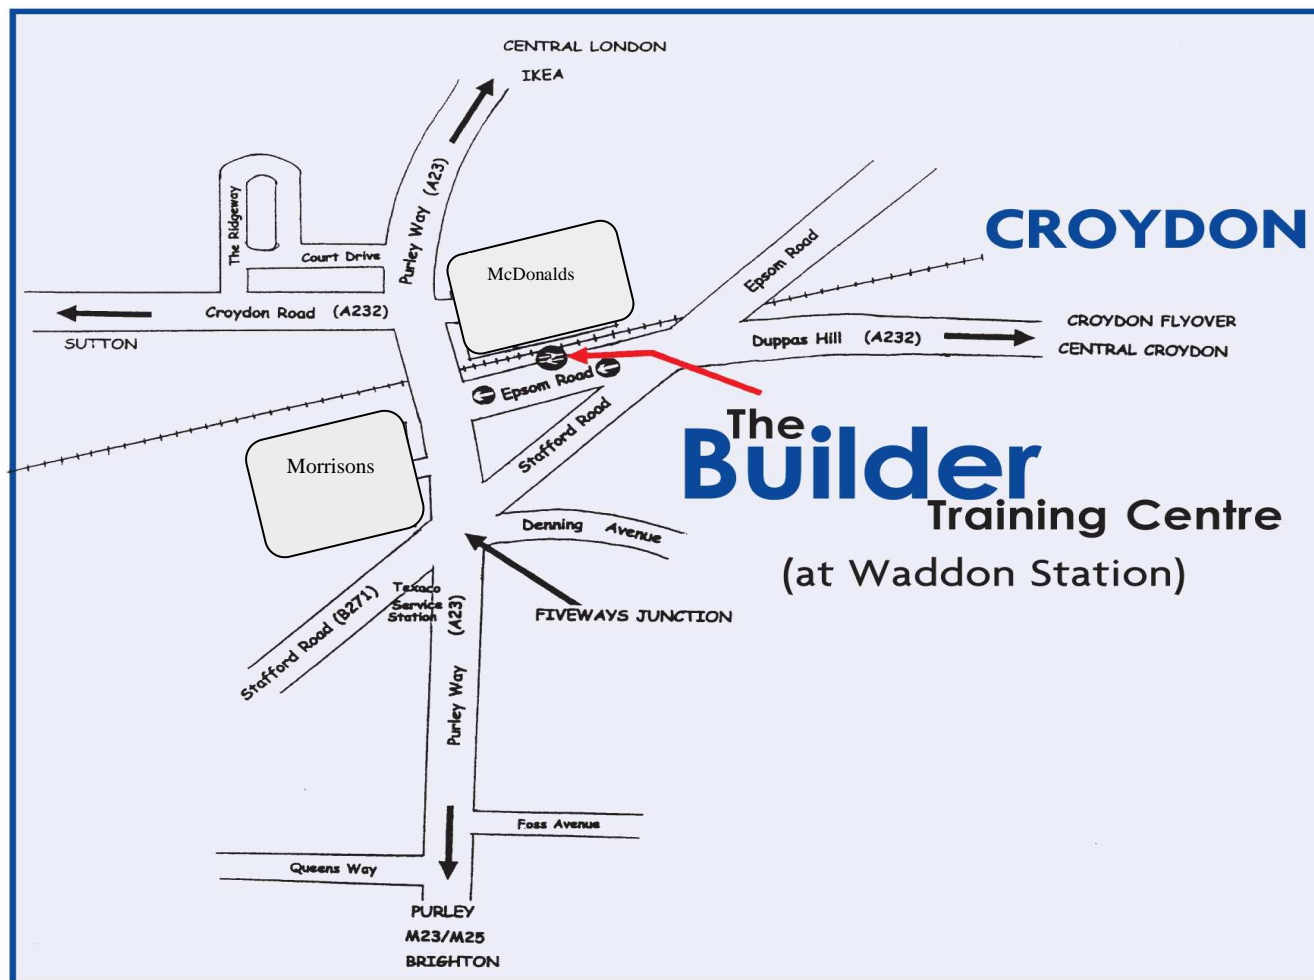 CENTRAL LONDON
IKEA
Purley Way (A23)
The Ridgeway
Court Drive
McDonalds
Epsom Road
CROYDON
Croydon Road (A232)
SUTTON
Duppas Hill (A232)
CROYDON FLYOVER
CENTRAL CROYDON
Epsom Road
Stafford Road
The
Builder
Training Centre
(at Waddon Station)
Morrisons
Denning Avenue
FIVEWAYS JUNCTION
Texaco
Service
Station
Stafford Road (B271)
Purley Way (A23)
Foss Avenue
Queens Way
PURLEY
M23/M25
BRIGHTON